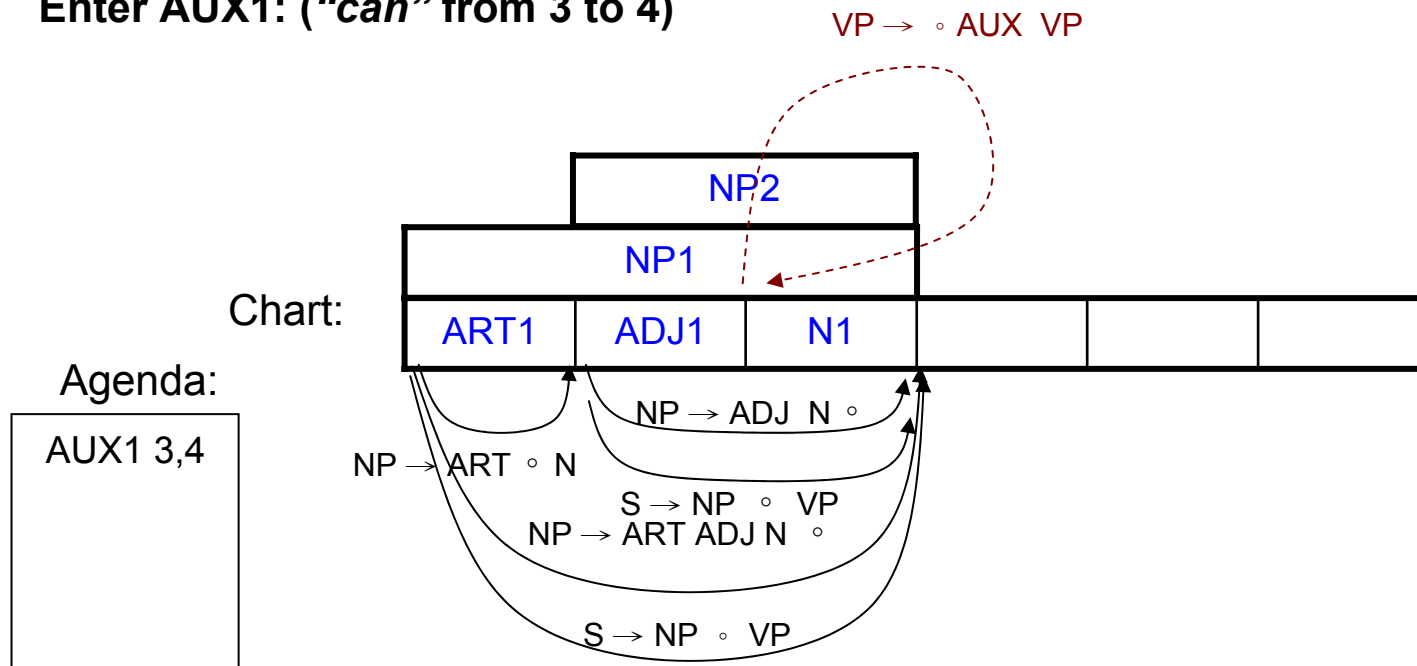 Enter AUX1: ("can" from 3 to 4)
VP → ∘ AUX VP
NP2
NP1
Chart:
ART1 ADJ1 N1
Agenda:
AUX1 3,4
NP → ADJ N ∘
NP → ART ∘ N
S → NP ∘ VP
NP → ART ADJ N ∘
S → NP ∘ VP